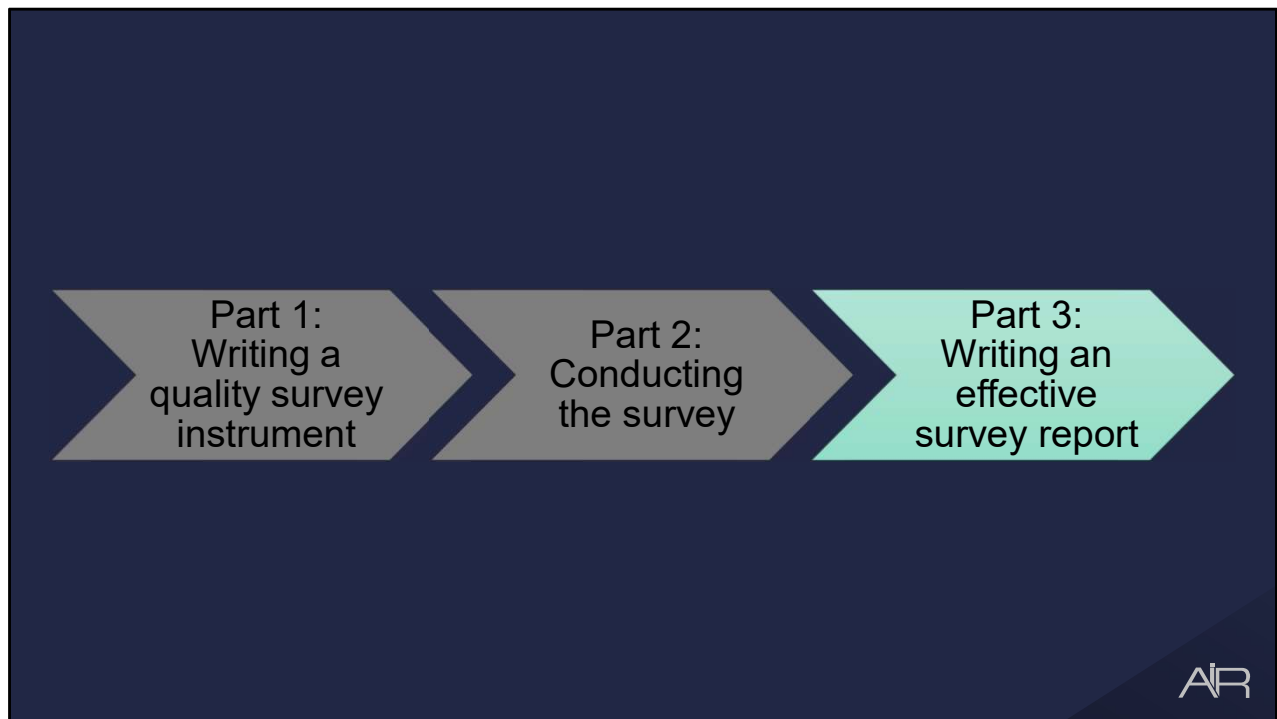 Part 1:
Writing a
quality survey
instrument
Part 2:
Conducting
the survey
Part 3:
Writing an
effective
survey report
AIR